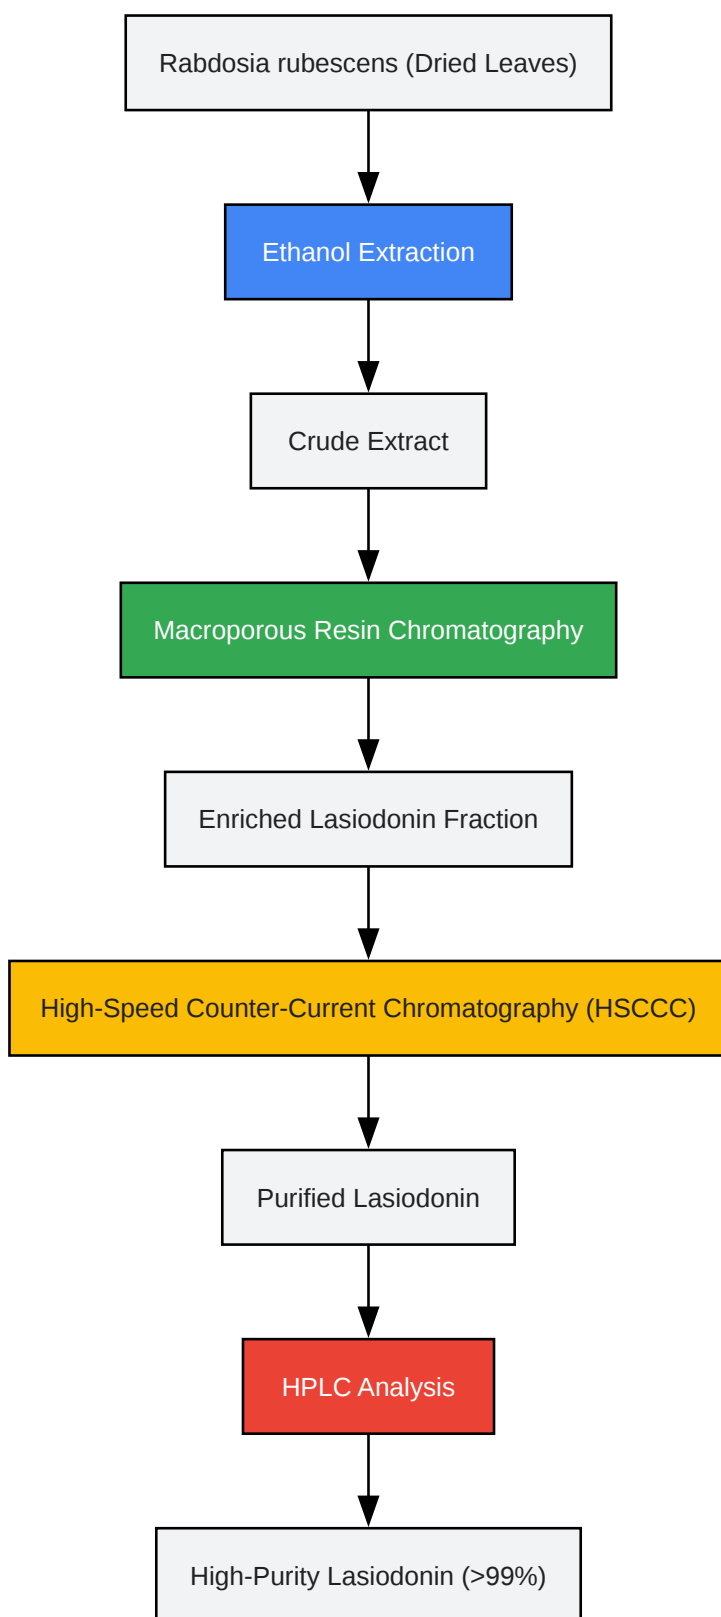 Rabdosia rubescens (Dried Leaves)
Ethanol Extraction
Crude Extract
Macroporous Resin Chromatography
Enriched Lasiodonin Fraction
High-Speed Counter-Current Chromatography (HSCCC)
Purified Lasiodonin
HPLC Analysis
High-Purity Lasiodonin (>99%)